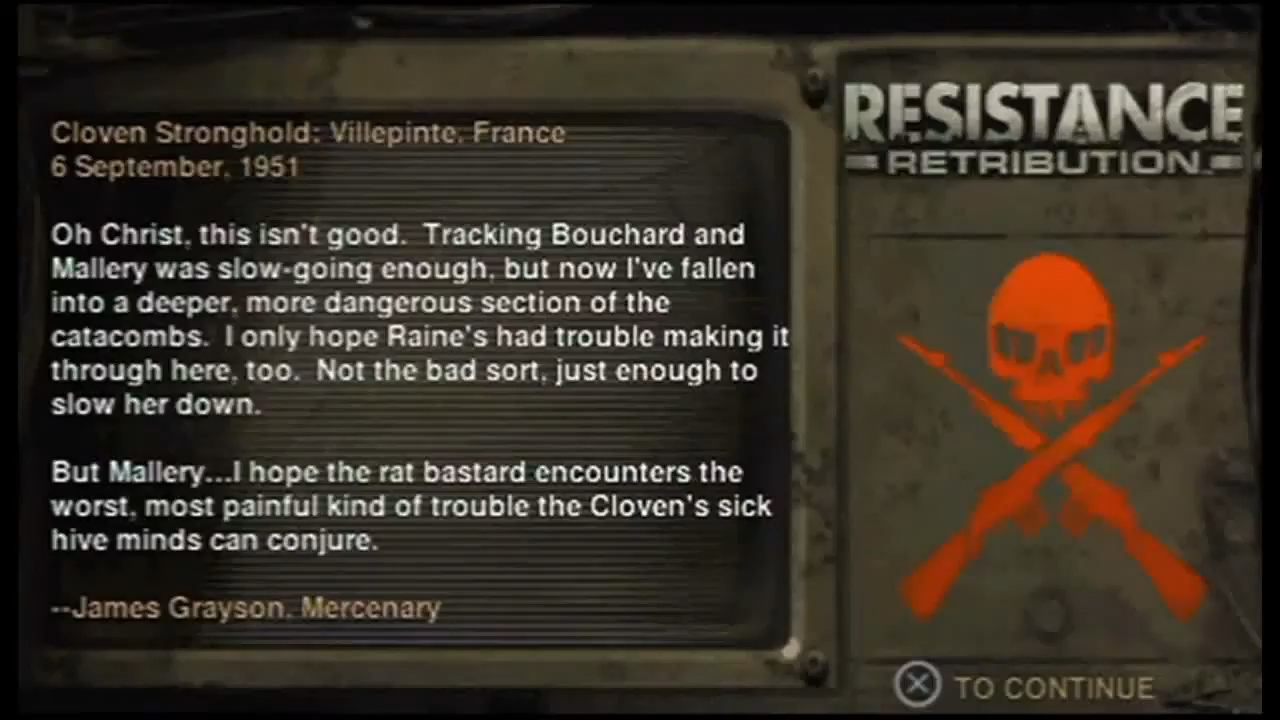 Cloven Stronghold: Villepinte, France
6 September, 1951
Oh Christ, this isn't good.  Tracking Bouchard and
Mallery was slow-going enough, but now I've fallen
into a deeper, more dangerous section of the
catacombs.  I only hope Raine's had trouble making it
through here, too.  Not the bad sort, just enough to
slow her down.
But Mallery...I hope the rat bastard encounters the
worst, most painful kind of trouble the Cloven's sick
hive minds can conjure.
--James Grayson, Mercenary
RESISTANCE
RETRIBUTION™
TO CONTINUE